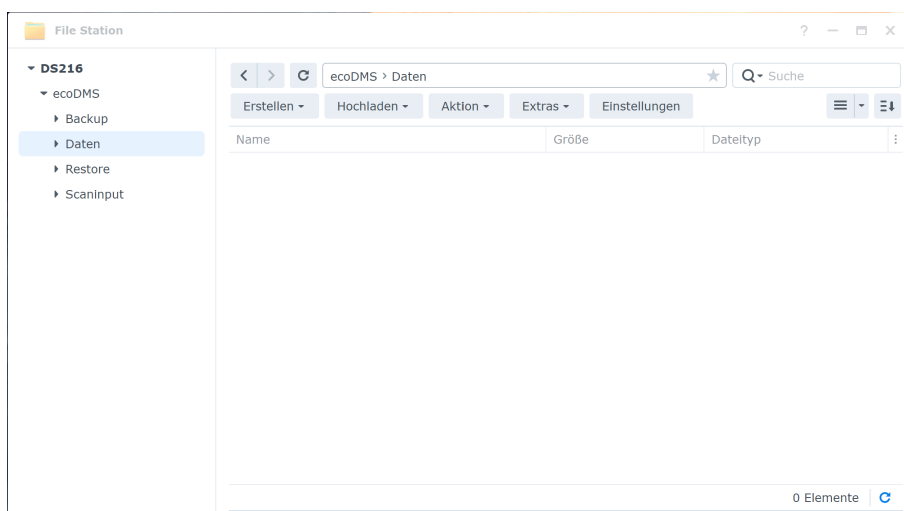 File Station
DS216
ecoDMS
Backup
Daten
Restore
Scaninput
ecoDMS › Daten
Suche
Erstellen Hochladen Aktion Extras Einstellungen
Name Größe Dateityp
0 Elemente